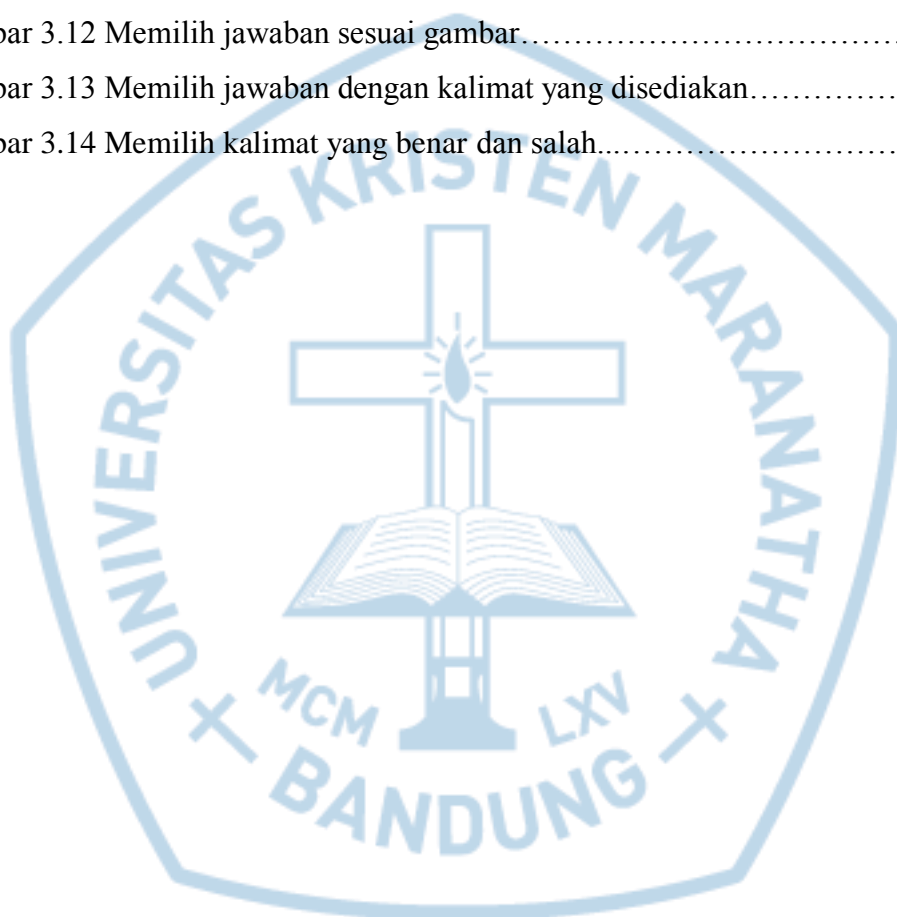 bar 3.12 Memilih jawaban sesuai gambar……………………………….
bar 3.13 Memilih jawaban dengan kalimat yang disediakan……………
bar 3.14 Memilih kalimat yang benar dan salah...………………………
UNIVERSITAS KRISTEN MARANATHA
MCM LXV
BANDUNG